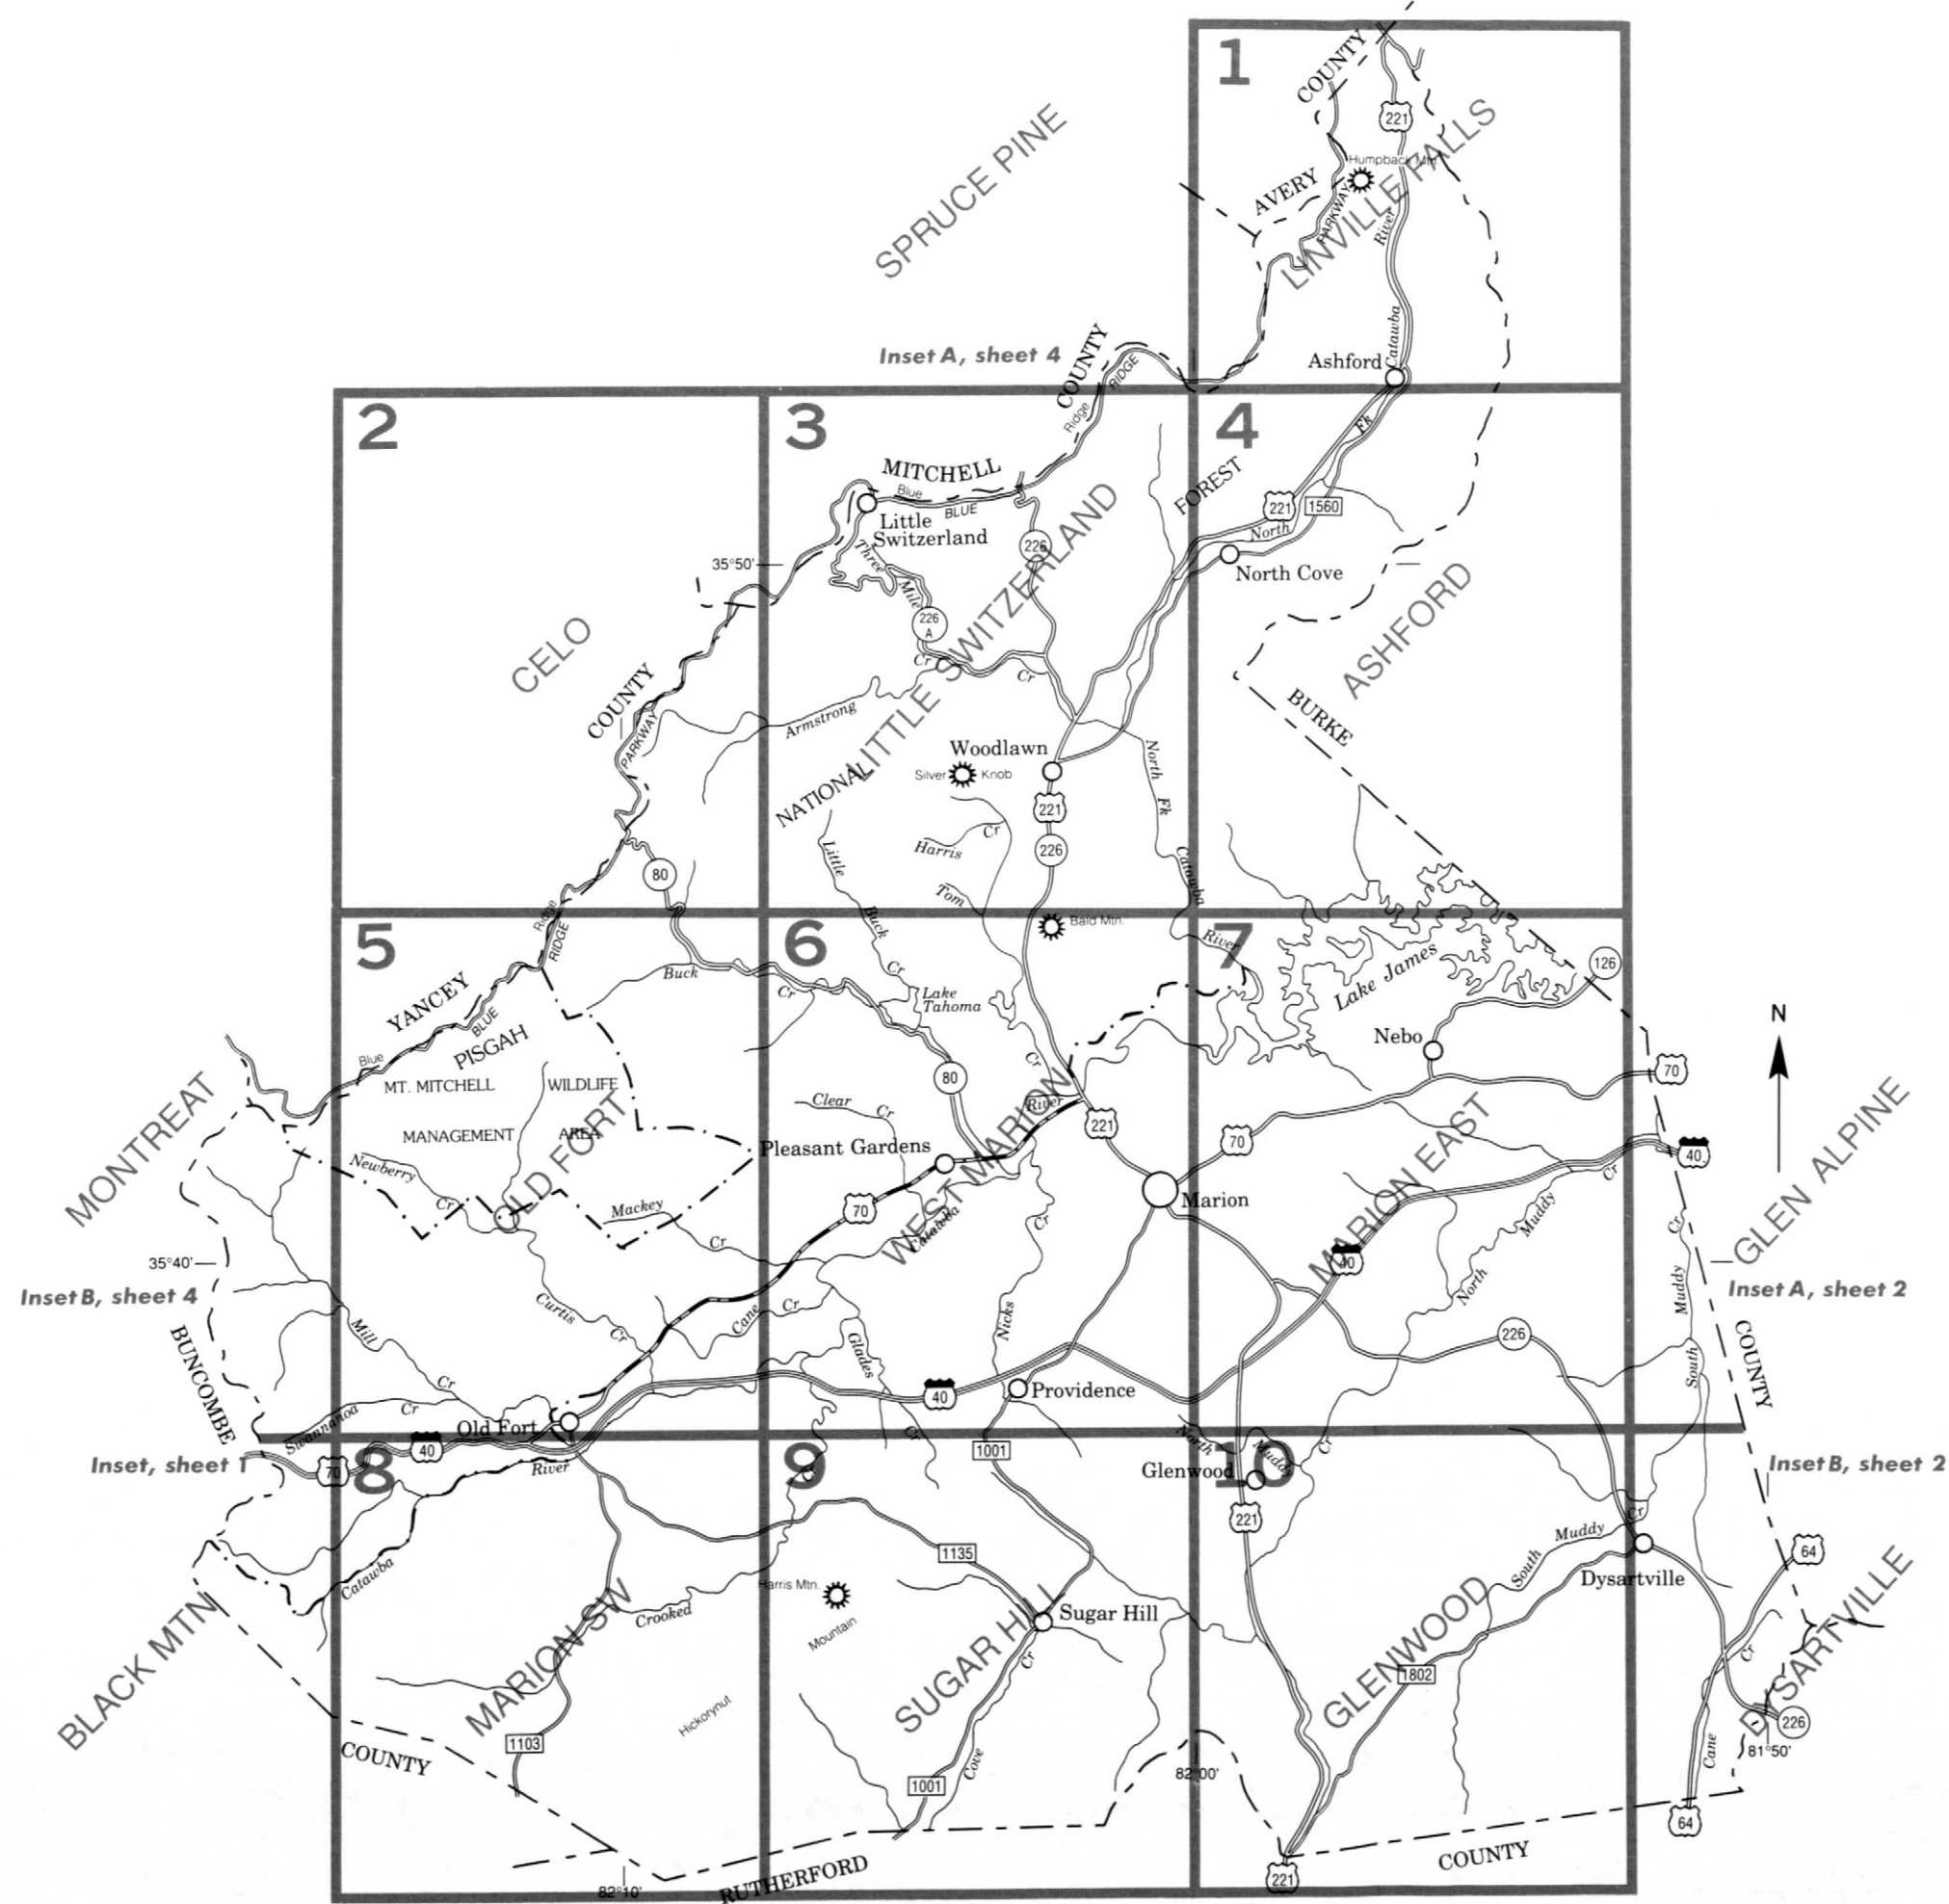 1
COUNTY
221
SPRUCE PINE
Humpback Mtn
AVERY
PARKWAY
LINVILLE FALLS
River
Catawba
Inset A, sheet 4
COUNTY
RIDGE
Ashford
2
3
4
Ridge
Fk
MITCHELL
Blue
BLUE
FOREST
221
1560
Little
Switzerland
226
North
35°50'
Three
Mile
North Cove
226
A
CELO
LITTLE SWITZERLAND
ASHFORD
Cr
Cr
COUNTY
PARKWAY
Armstrong
BURKE
Woodlawn
North
Silver
Knob
NATIONAL
221
Fk
Cr
Harris
226
Little
Catawba
80
Tom
5
6
7
Ridge
RIDGE
Buck
Bald Mtn.
River
126
Buck
Cr
Cr
Lake
Tahoma
Lake James
YANCEY
BLUE
Nebo
N
Blue
PISGAH
Cr
MT. MITCHELL
WILDLIFE
80
70
MONTREAT
Clear
Cr
River
221
MANAGEMENT
AREA
Pleasant Gardens
70
40
Newberry
OLD FORT
WEST MARION
MARION EAST
GLEN ALPINE
Cr
Cr
Mackey
70
Marion
Muddy
Cr
Cr
Catawba
Cr
35°40'
40
Inset B, sheet 4
Inset A, sheet 2
Curtis
Cr
Cane
Cr
North
Muddy
BUNCOMBE
Mill
Glades
Nicks
226
COUNTY
South
Cr
Cr
40
Providence
Swannanoa
Old Fort
Inset, sheet 1
70
40
River
8
9
10
Cr
Cr
1001
North
Muddy
Cr
Glenwood
Inset B, sheet 2
221
Cr
1135
Muddy
64
Catawba
South
Dysartville
Harris Mtn.
Crooked
Mountain
Sugar Hill
BLACK MTN
MARION SW
SUGAR HILL
GLENWOOD
DYSARTVILLE
Cr
1802
Cr
Hickorynut
226
COUNTY
1103
Cove
Cane
81°50'
1001
82°00'
64
RUTHERFORD
COUNTY
221
82°10'